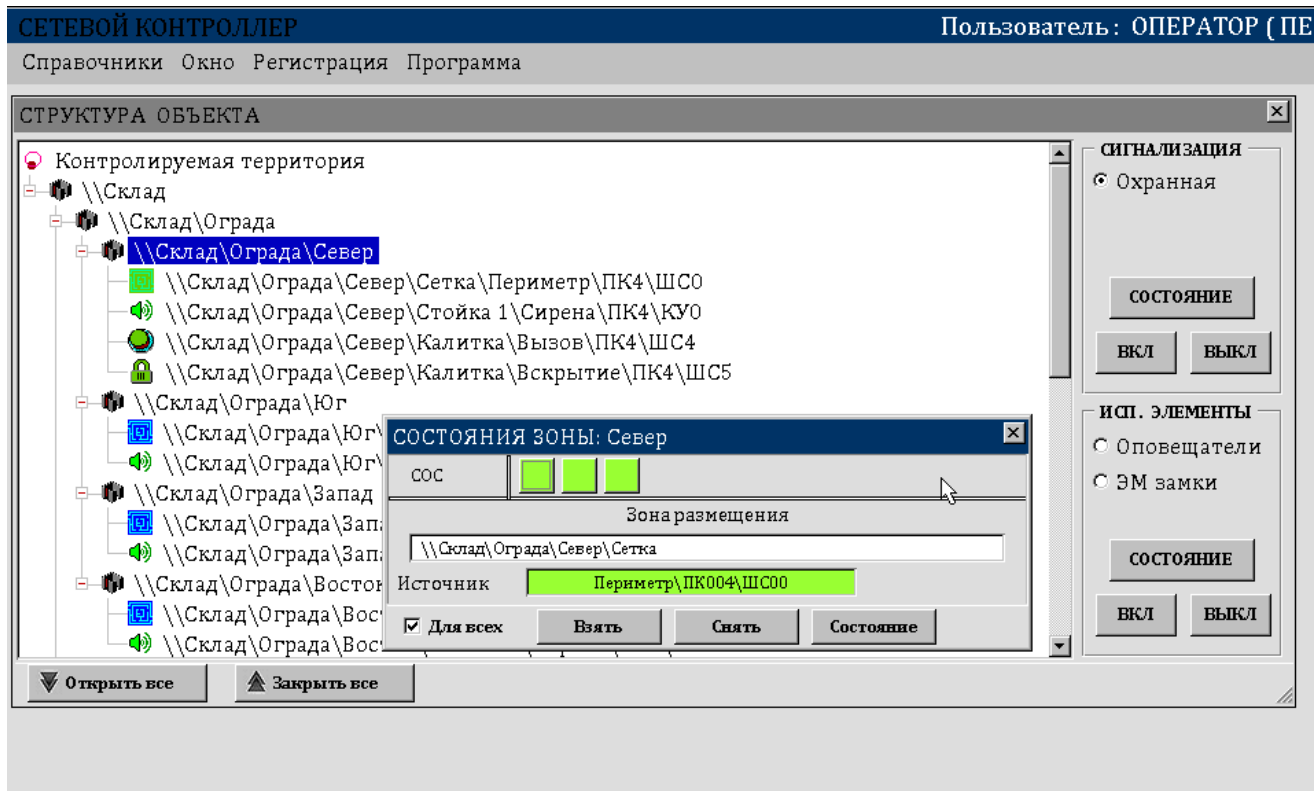 СЕТЕВОЙ КОНТРОЛЛЕР
Пользователь : ОПЕРАТОР ( ПЕ
Справочники Окно Регистрация Программа
СТРУКТУРА ОБЪЕКТА
Контролируемая территория
\\Склад
\\Склад\Ограда
\\Склад\Ограда\Север
\\Склад\Ограда\Север\Сетка\Периметр\ПК4\ШС0
\\Склад\Ограда\Север\Стойка 1\Сирена\ПК4\КУ0
\\Склад\Ограда\Север\Калитка\Вызов\ПК4\ШС4
\\Склад\Ограда\Север\Калитка\Вскрытие\ПК4\ШС5
\\Склад\Ограда\Юг
\\Склад\Ограда\Юг\
\\Склад\Ограда\Юг\
\\Склад\Ограда\Запад
\\Склад\Ограда\Запа
\\Склад\Ограда\Запа
\\Склад\Ограда\Восток
\\Склад\Ограда\Вос
\\Склад\Ограда\Вос
СОСТОЯНИЯ ЗОНЫ: Север
СОС
Зона размещения
\\Склад\Ограда\Север\Сетка
Источник
Периметр\ПК004\ШС00
Для всех Взять Снять Состояние
Открыть все Закрыть все
СИГНАЛИЗАЦИЯ
Охранная
СОСТОЯНИЕ
ВКЛ ВЫКЛ
ИСП. ЭЛЕМЕНТЫ
Оповещатели
ЭМ замки
СОСТОЯНИЕ
ВКЛ ВЫКЛ